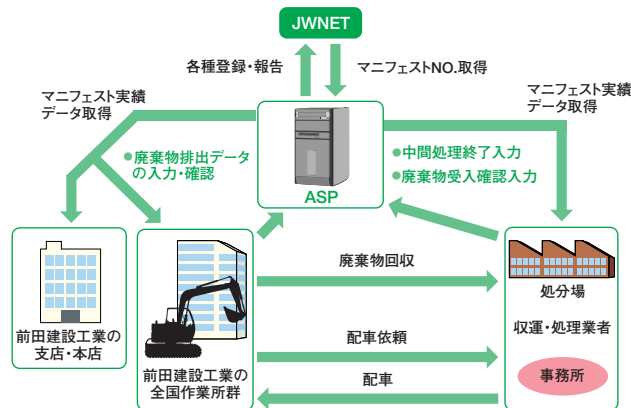 JWNET
各種登録・報告
マニフェストNO.取得
マニフェスト実績
データ取得
マニフェスト実績
データ取得
●廃棄物排出データ
の入力・確認
ASP
●中間処理終了入力
●廃棄物受入確認入力
前田建設工業の
支店・本店
前田建設工業の
全国作業所群
廃棄物回収
配車依頼
配車
処分場
収運・処理業者
事務所